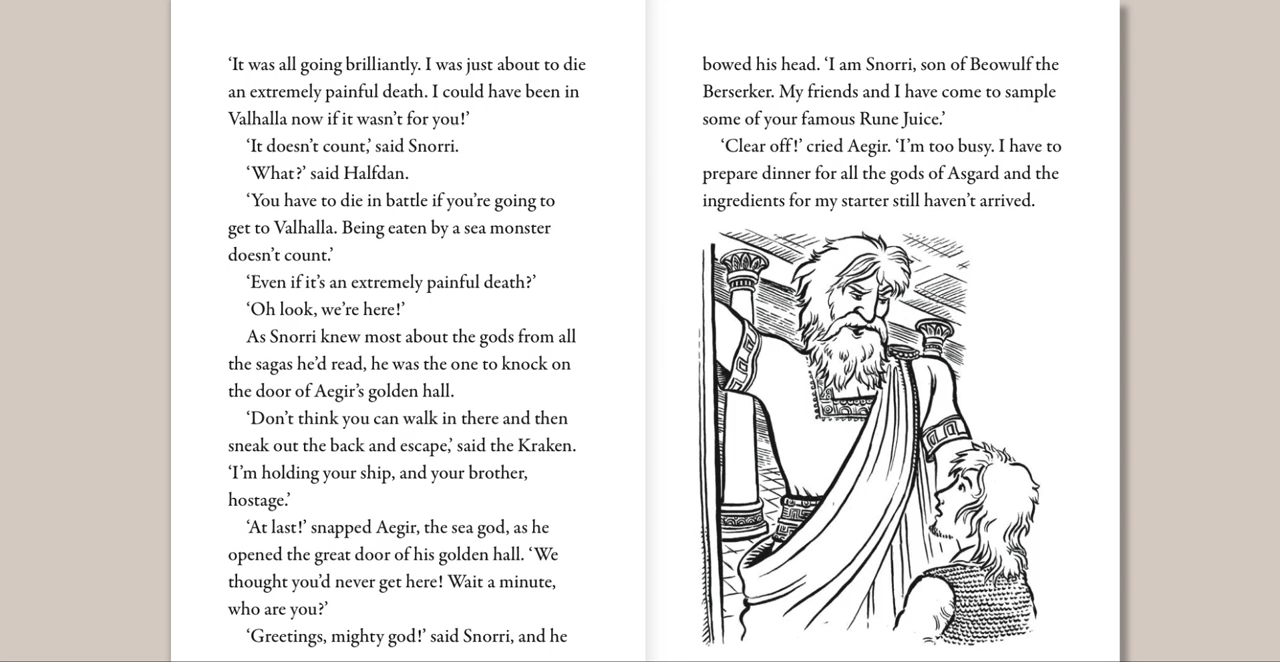 ‘It was all going brilliantly. I was just about to die
an extremely painful death. I could have been in
Valhalla now if it wasn’t for you!’
‘It doesn’t count,’ said Snorri.
‘What?’ said Halfdan.
‘You have to die in battle if you’re going to
get to Valhalla. Being eaten by a sea monster
doesn’t count.’
‘Even if it’s an extremely painful death?’
‘Oh look, we’re here!’
As Snorri knew most about the gods from all
the sagas he’d read, he was the one to knock on
the door of Aegir’s golden hall.
‘Don’t think you can walk in there and then
sneak out the back and escape,’ said the Kraken.
‘I’m holding your ship, and your brother,
hostage.’
‘At last!’ snapped Aegir, the sea god, as he
opened the great door of his golden hall. ‘We
thought you’d never get here! Wait a minute,
who are you?’
‘Greetings, mighty god!’ said Snorri, and he
bowed his head. ‘I am Snorri, son of Beowulf the
Berserker. My friends and I have come to sample
some of your famous Rune Juice.’
‘Clear off!’ cried Aegir. ‘I’m too busy. I have to
prepare dinner for all the gods of Asgard and the
ingredients for my starter still haven’t arrived.